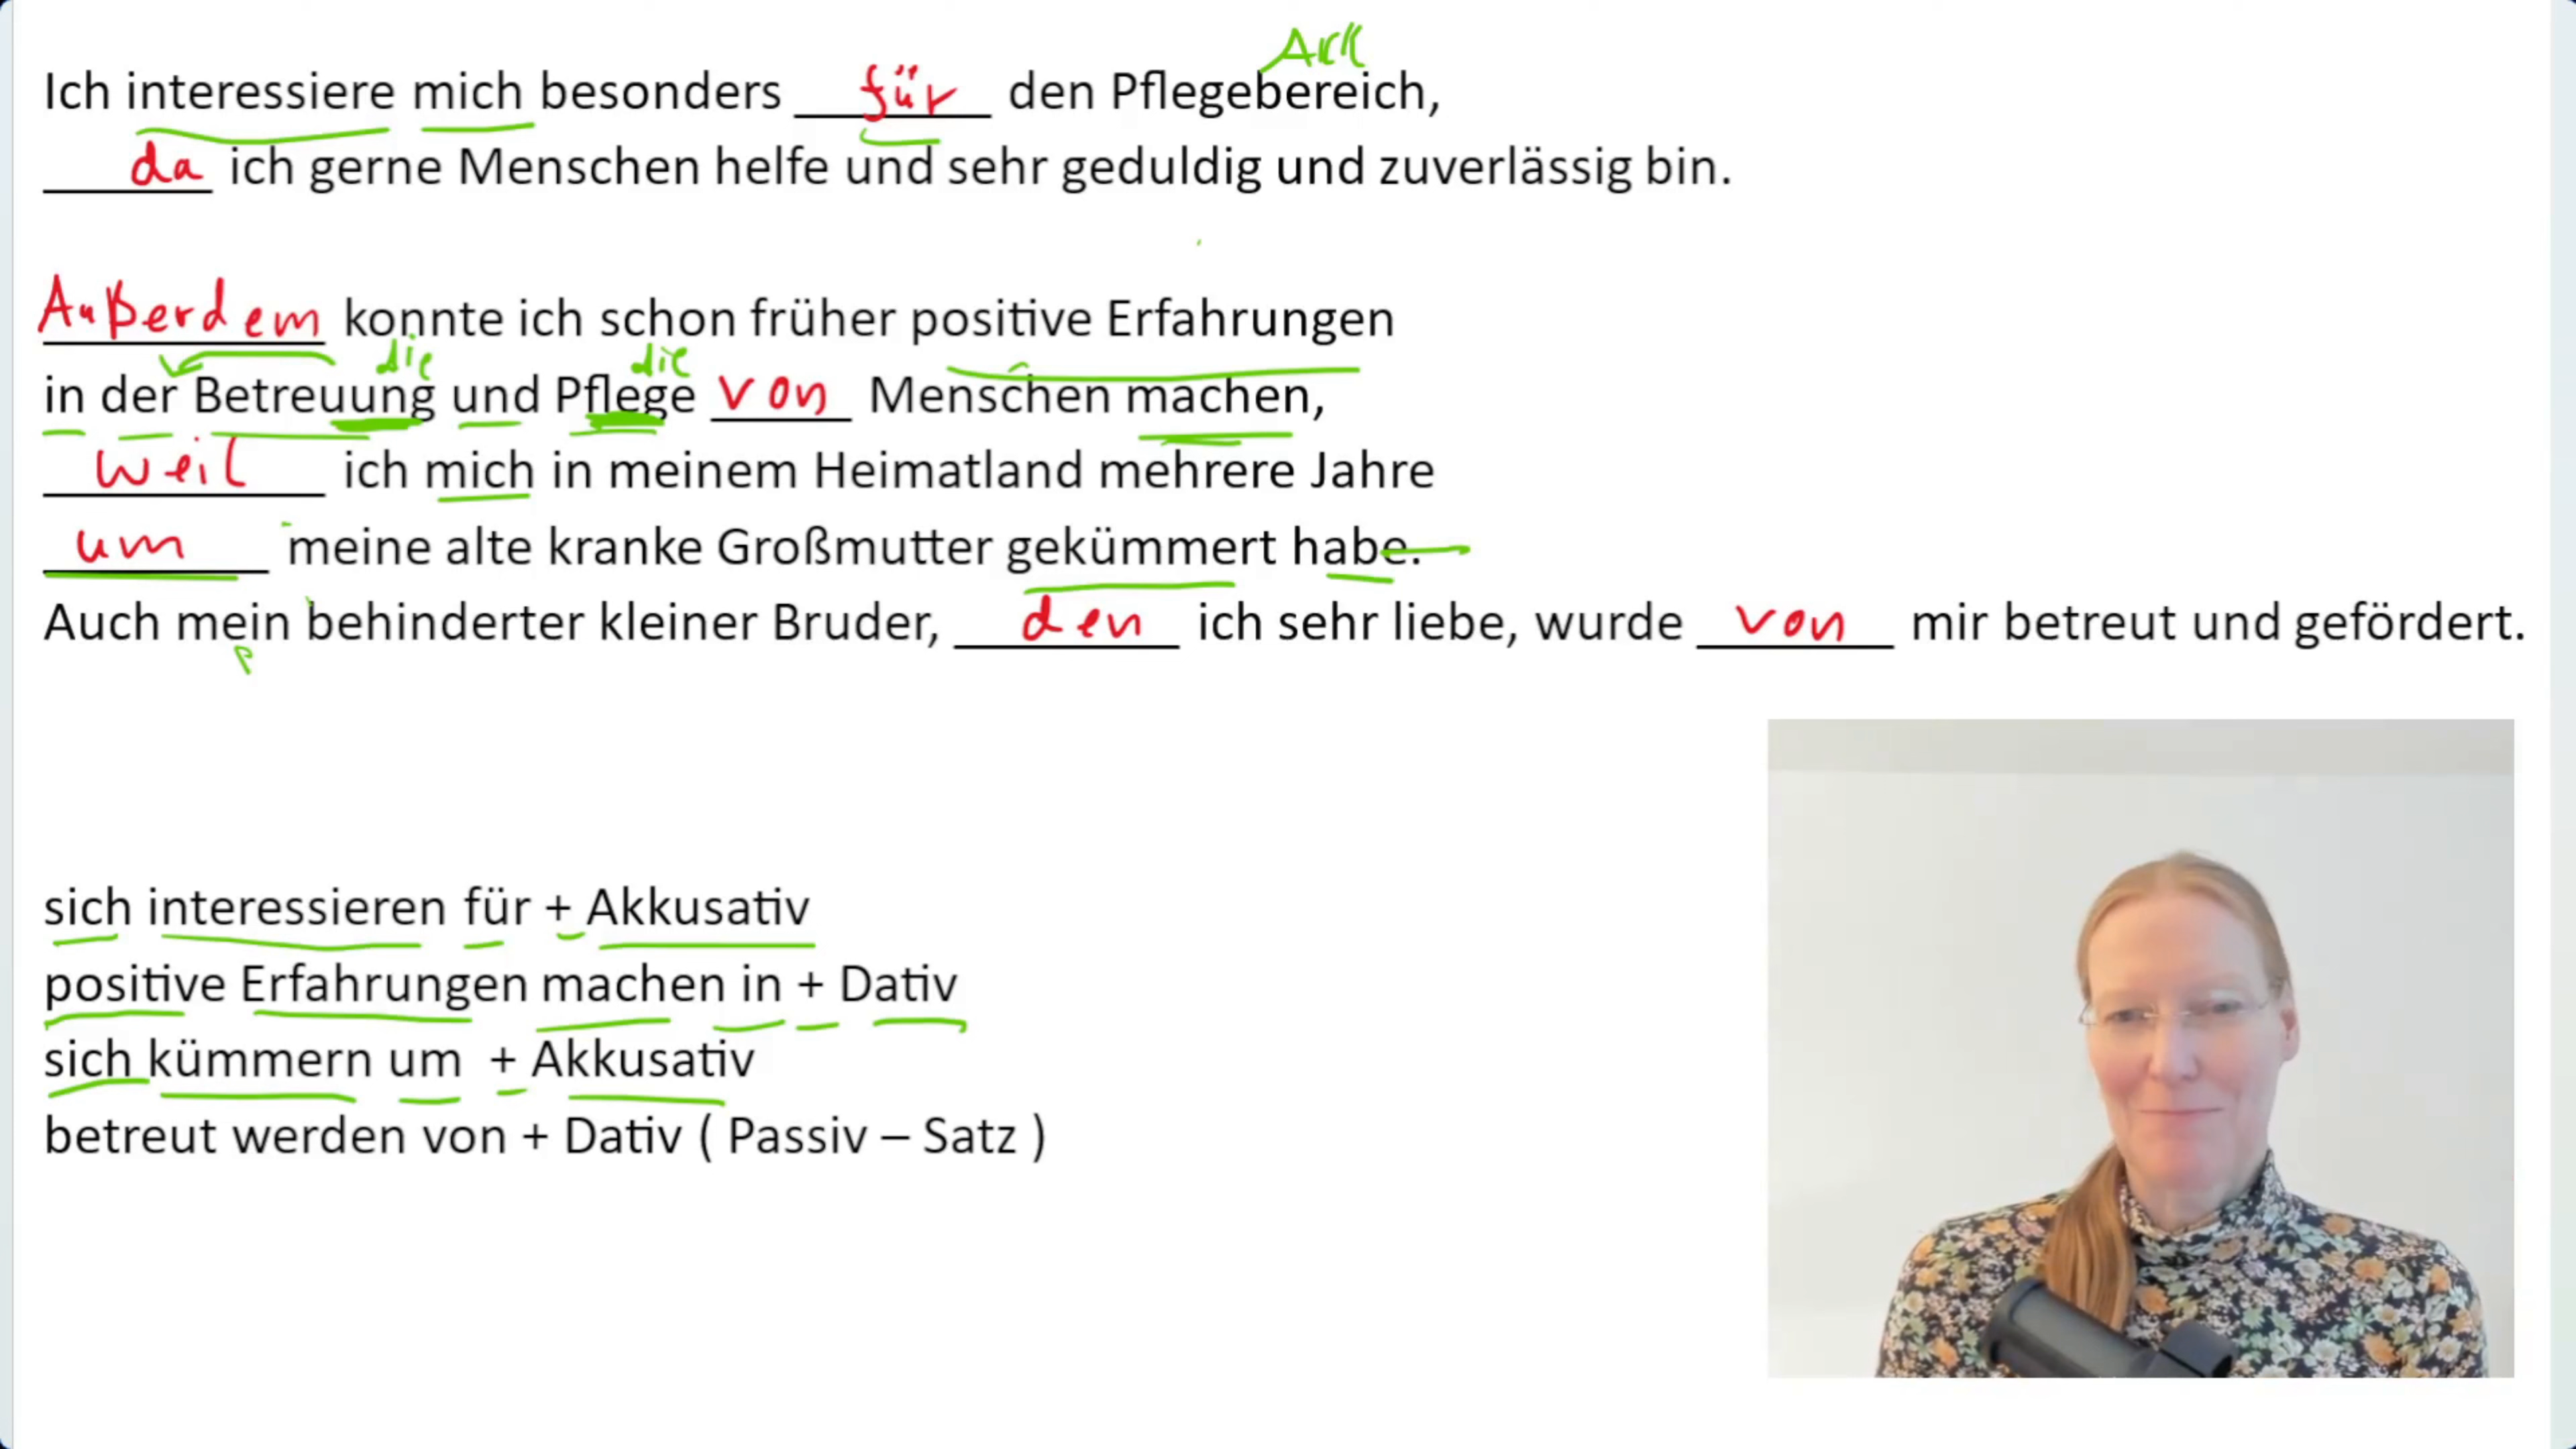 Akk
Ich interessiere mich besonders für den Pflegebereich,
da ich gerne Menschen helfe und sehr geduldig und zuverlässig bin.
Außerdem konnte ich schon früher positive Erfahrungen
die die
in der Betreuung und Pflege von Menschen machen,
weil ich mich in meinem Heimatland mehrere Jahre
um meine alte kranke Großmutter gekümmert habe.
Auch mein behinderter kleiner Bruder, den ich sehr liebe, wurde von mir betreut und gefördert.
sich interessieren für + Akkusativ
positive Erfahrungen machen in + Dativ
sich kümmern um + Akkusativ
betreut werden von + Dativ ( Passiv – Satz )